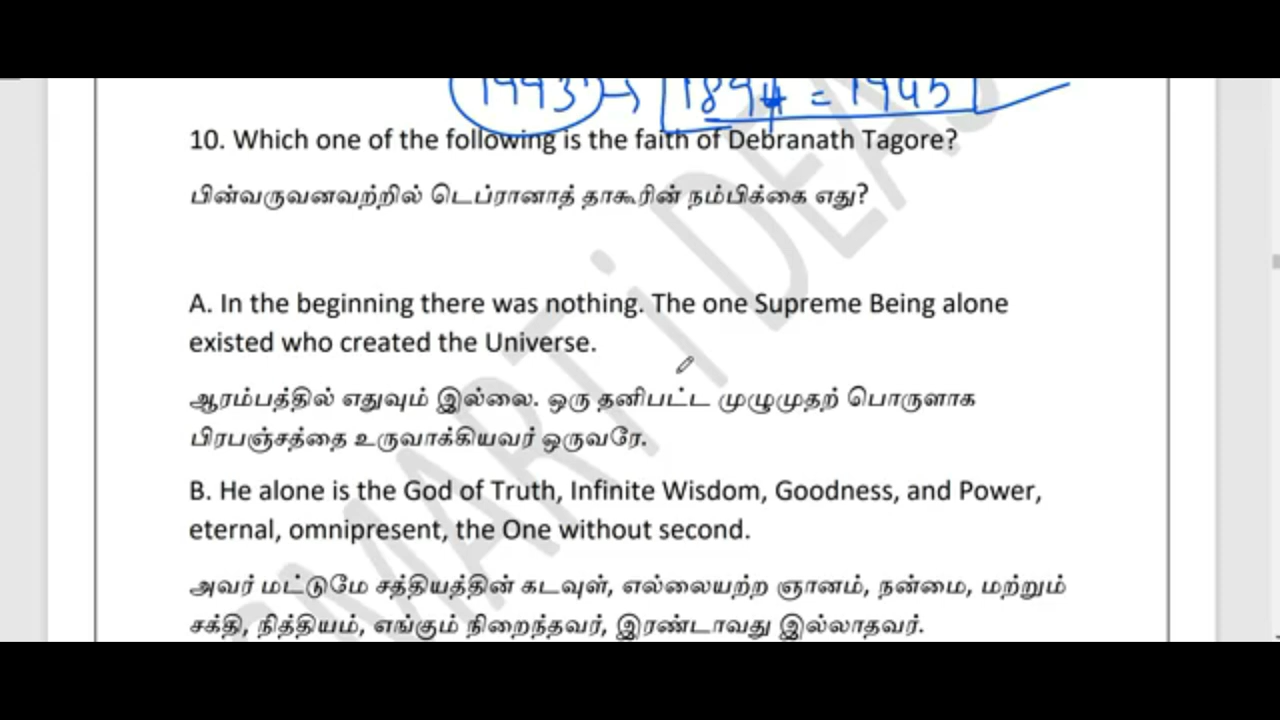 1993 → 1894 = 1945
10. Which one of the following is the faith of Debranath Tagore?
பின்வருவனவற்றில் டெப்ரானாத் தாகூரின் நம்பிக்கை எது?
A. In the beginning there was nothing. The one Supreme Being alone
existed who created the Universe.
ஆரம்பத்தில் எதுவும் இல்லை. ஒரு தனிபட்ட முழுமுதற் பொருளாக
பிரபஞ்சத்தை உருவாக்கியவர் ஒருவரே.
B. He alone is the God of Truth, Infinite Wisdom, Goodness, and Power,
eternal, omnipresent, the One without second.
அவர் மட்டுமே சத்தியத்தின் கடவுள், எல்லையற்ற ஞானம், நன்மை, மற்றும்
சக்தி, நித்தியம், எங்கும் நிறைந்தவர், இரண்டாவது இல்லாதவர்.